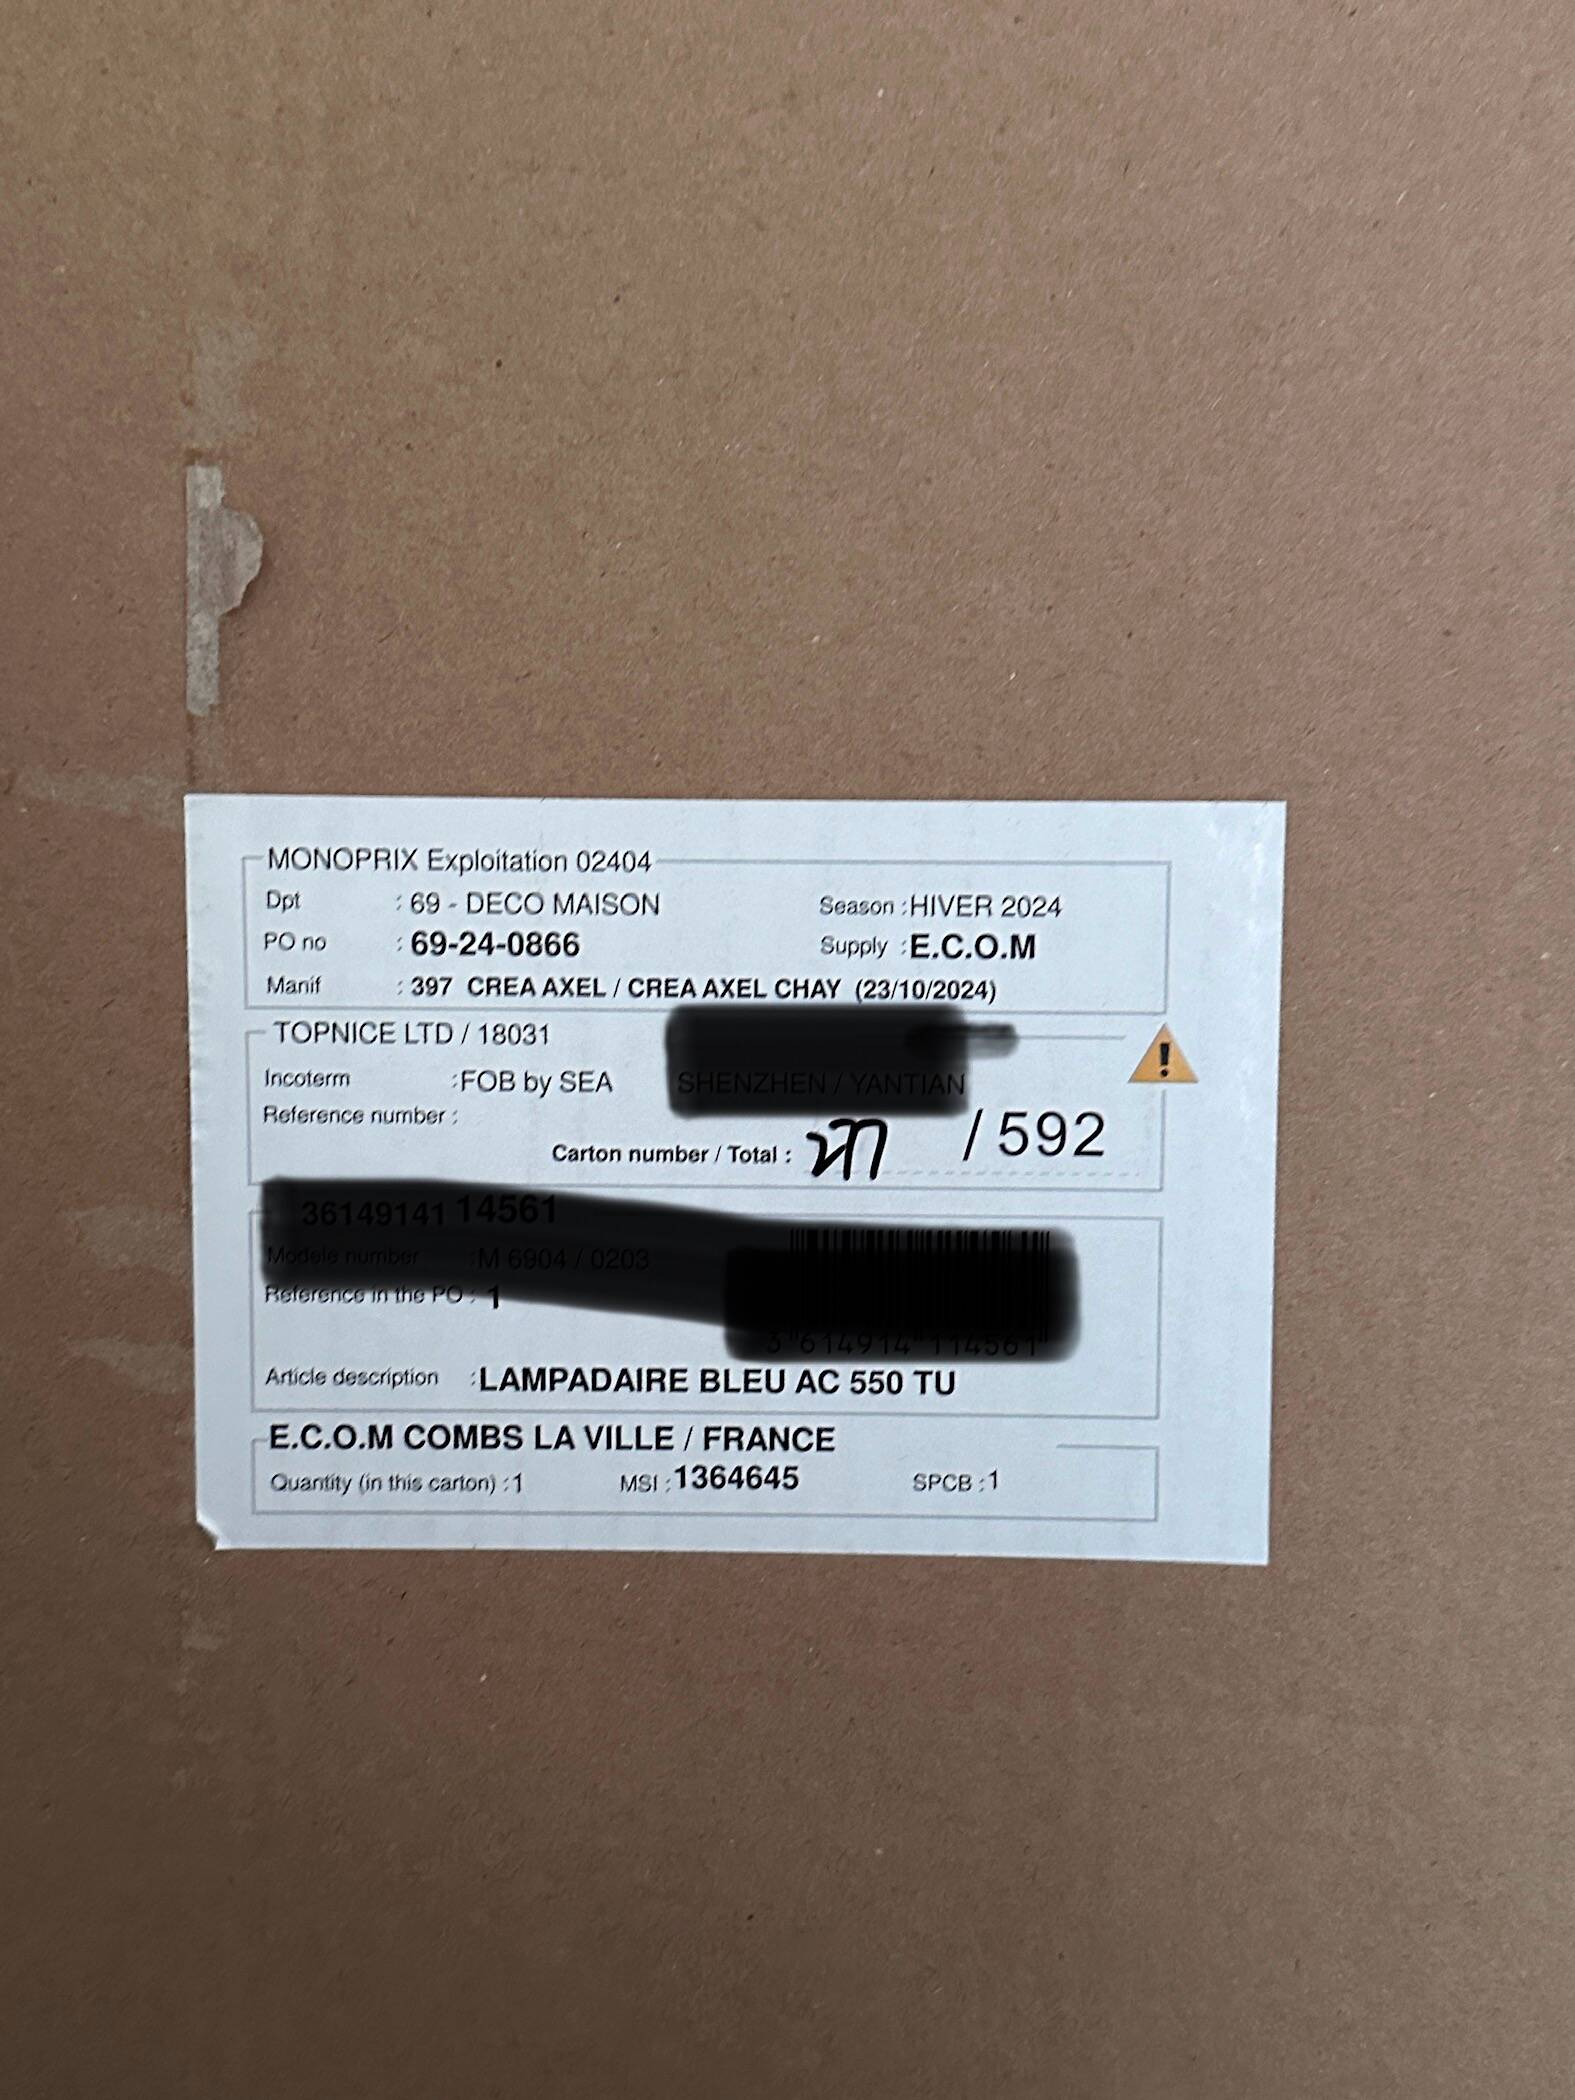 MONOPRIX Exploitation 02404
Dpt : 69 - DECO MAISON Season : HIVER 2024
PO no : 69-24-0866 Supply : E.C.O.M
Manif : 397 CREA AXEL / CREA AXEL CHAY (23/10/2024)
TOPNICE LTD / 18031
Incoterm : FOB by SEA SHENZHEN / YANTIAN
Reference number :
Carton number / Total : / 592
36149141 14561
Modele number : M 6904 / 0203
Reference in the PO : 1
3 614914 114561
Article description : LAMPADAIRE BLEU AC 550 TU
E.C.O.M COMBS LA VILLE / FRANCE
Quantity (in this carton) : 1 MSI : 1364645 SPCB : 1